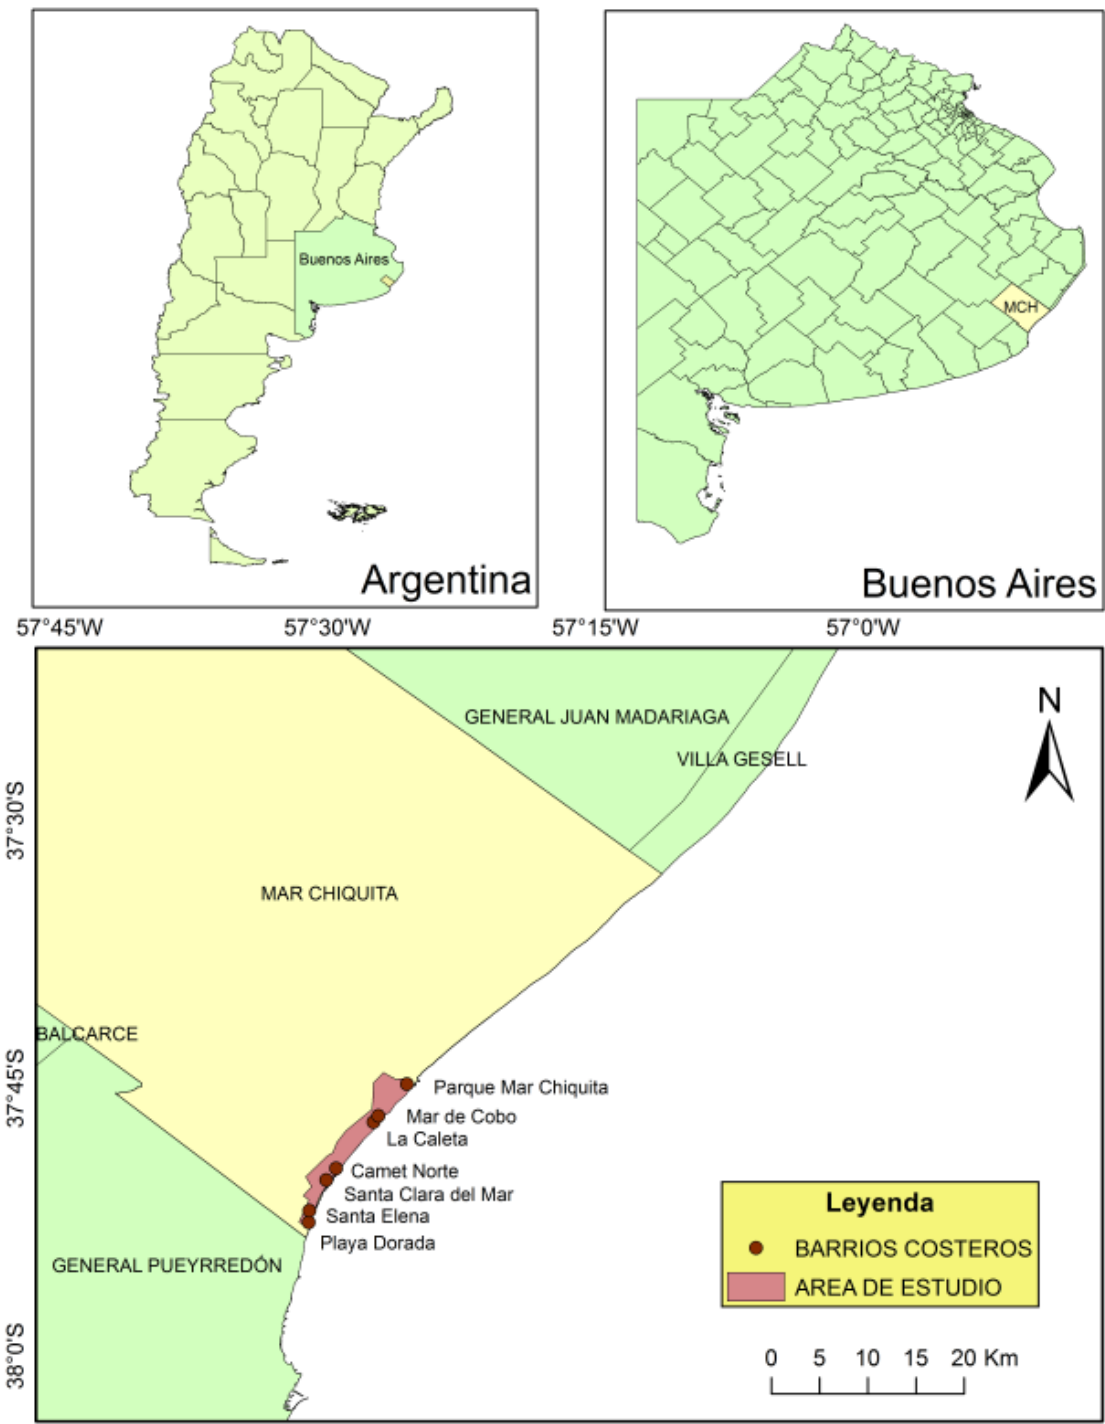 Buenos Aires
Argentina
MCH
Buenos Aires
57°45'W
57°30'W
57°15'W
57°0'W
GENERAL JUAN MADARIAGA
N
VILLA GESELL
37°30'S
MAR CHIQUITA
BALCARCE
37°45'S
Parque Mar Chiquita
Mar de Cobo
La Caleta
Camet Norte
Santa Clara del Mar
Santa Elena
Playa Dorada
GENERAL PUEYRREDÓN
38°0'S
Leyenda
BARRIOS COSTEROS
AREA DE ESTUDIO
0 5 10 15 20 Km